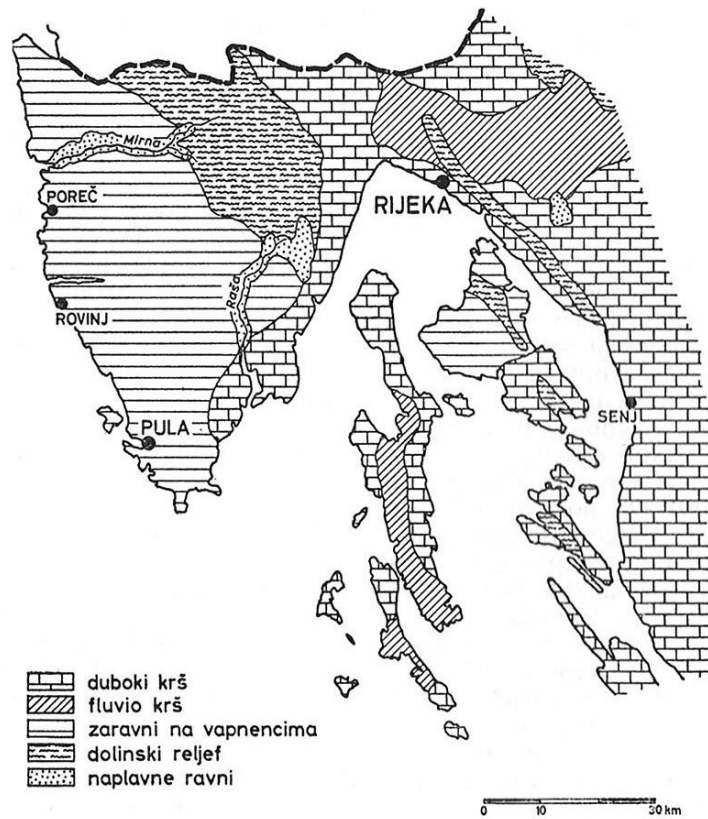 Mirna
POREČ
RIJEKA
Raša
ROVINJ
SENJ
PULA
duboki krš
fluvio krš
zaravni na vapnencima
dolinski reljef
naplavne ravni
0 10 30 km